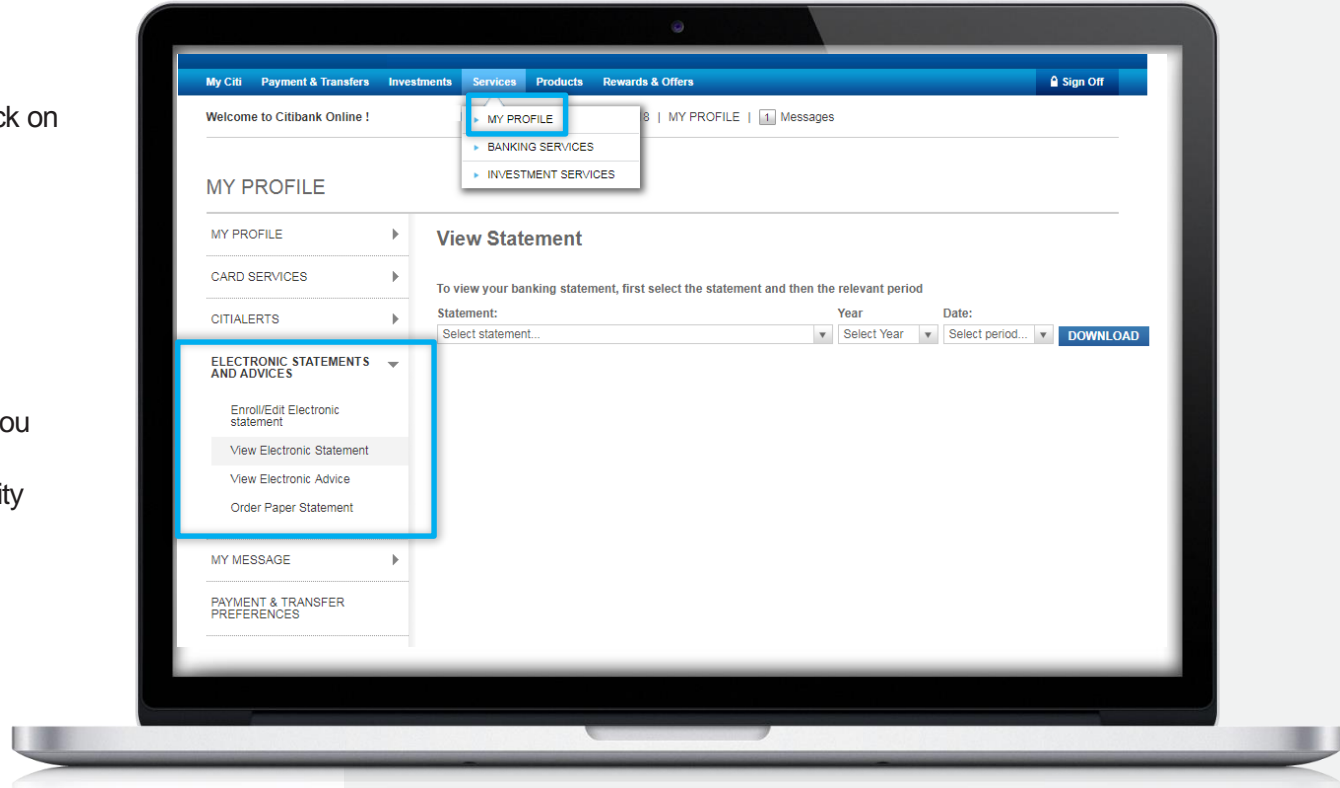 ck on
ou
ity
My Citi Payment & Transfers Investments Services Products Rewards & Offers Sign Off
Welcome to Citibank Online ! 8 | MY PROFILE | 1 Messages
MY PROFILE
BANKING SERVICES
INVESTMENT SERVICES
MY PROFILE
MY PROFILE
CARD SERVICES
CITIALERTS
ELECTRONIC STATEMENTS
AND ADVICES
Enroll/Edit Electronic
statement
View Electronic Statement
View Electronic Advice
Order Paper Statement
MY MESSAGE
PAYMENT & TRANSFER
PREFERENCES
View Statement
To view your banking statement, first select the statement and then the relevant period
Statement: Year Date:
Select statement... Select Year Select period... DOWNLOAD